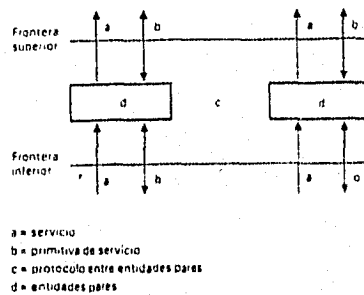 a b a b
Frontera
superior
d c d
Frontera
inferior
r a b a o
a = servicio
b = primitiva de servicio
c = protocolo entre entidades pares
d = entidades pares